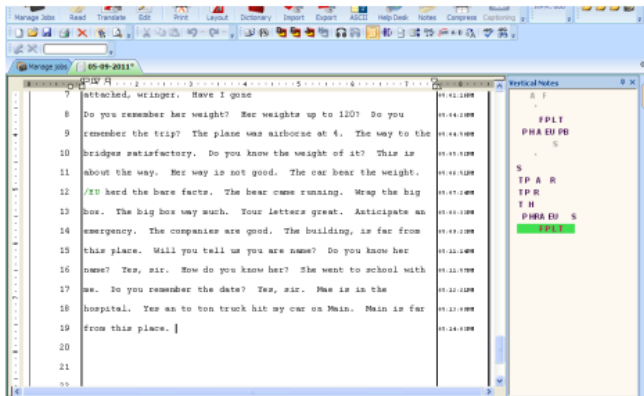 Manage Jobs Read Translate Edit Print Layout Dictionary Import Export ASCII Help Desk Notes Compress Captioning
Manage jobs 05-09-2011*
7 attached, wringer. Have I gone
8 Do you remember her weight? Her weights up to 120? Do you
9 remember the trip? The plane was airborne at 4. The way to the
10 bridges satisfactory. Do you know the weight of it? This is
11 about the way. Her way is not good. The car bear the weight.
12 /EU herd the bare facts. The bear came running. Wrap the big
13 box. The big box way much. Your letters great. Anticipate an
14 emergency. The companies are good. The building, is far from
15 this place. Will you tell us you are name? Do you know her
16 name? Yes, sir. How do you know her? She went to school with
17 me. Do you remember the date? Yes, sir. Mae is in the
18 hospital. Yes an to ton truck hit my car on Main. Main is far
19 from this place.
20
21
Vertical Notes
A F
FPLT
PHA EU PB
S
S
TP A R
TP R
T H
PHRA EU S
FPLT